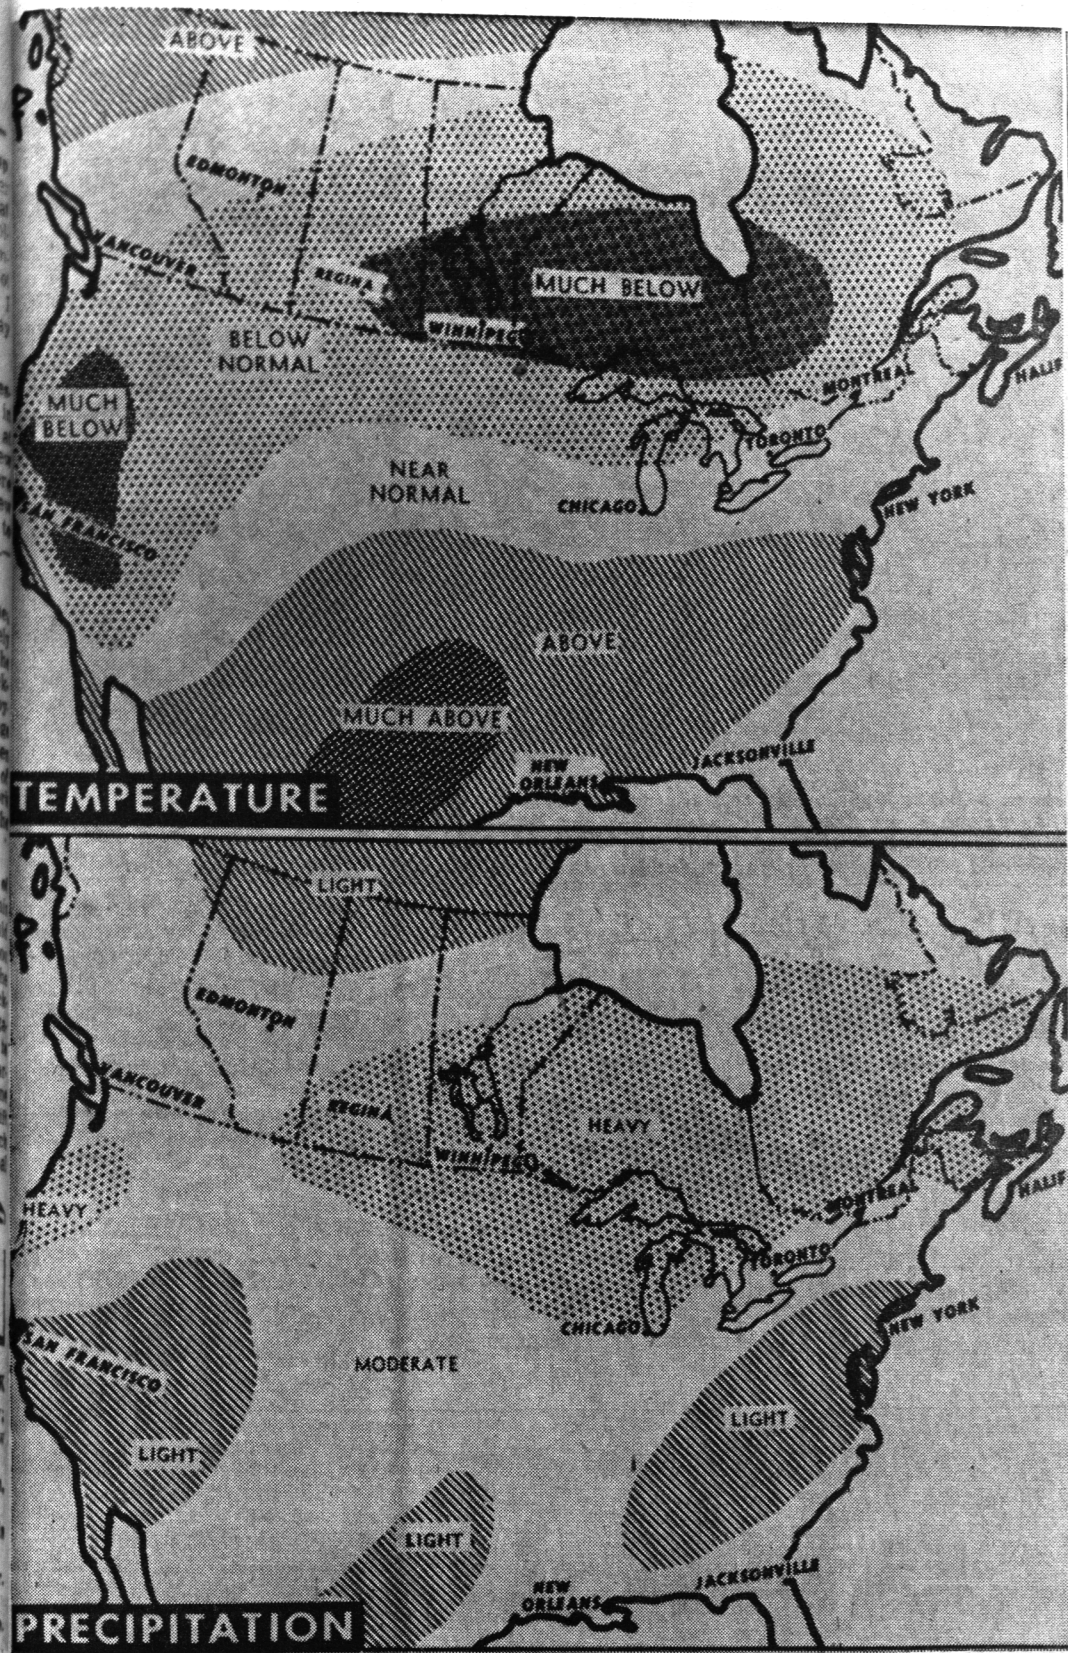 ABOVE
EDMONTON
VANCOUVER
REGINA
MUCH BELOW
WINNIPEG
BELOW
NORMAL
MUCH
BELOW
MONTREAL
HALIF
TORONTO
NEAR
NORMAL
CHICAGO
NEW YORK
SAN FRANCISCO
ABOVE
MUCH ABOVE
NEW
ORLEANS
JACKSONVILLE
TEMPERATURE
LIGHT
EDMONTON
VANCOUVER
REGINA
HEAVY
WINNIPEG
HEAVY
MONTREAL
HALIF
TORONTO
CHICAGO
NEW YORK
SAN FRANCISCO
MODERATE
LIGHT
LIGHT
LIGHT
NEW
ORLEANS
JACKSONVILLE
PRECIPITATION